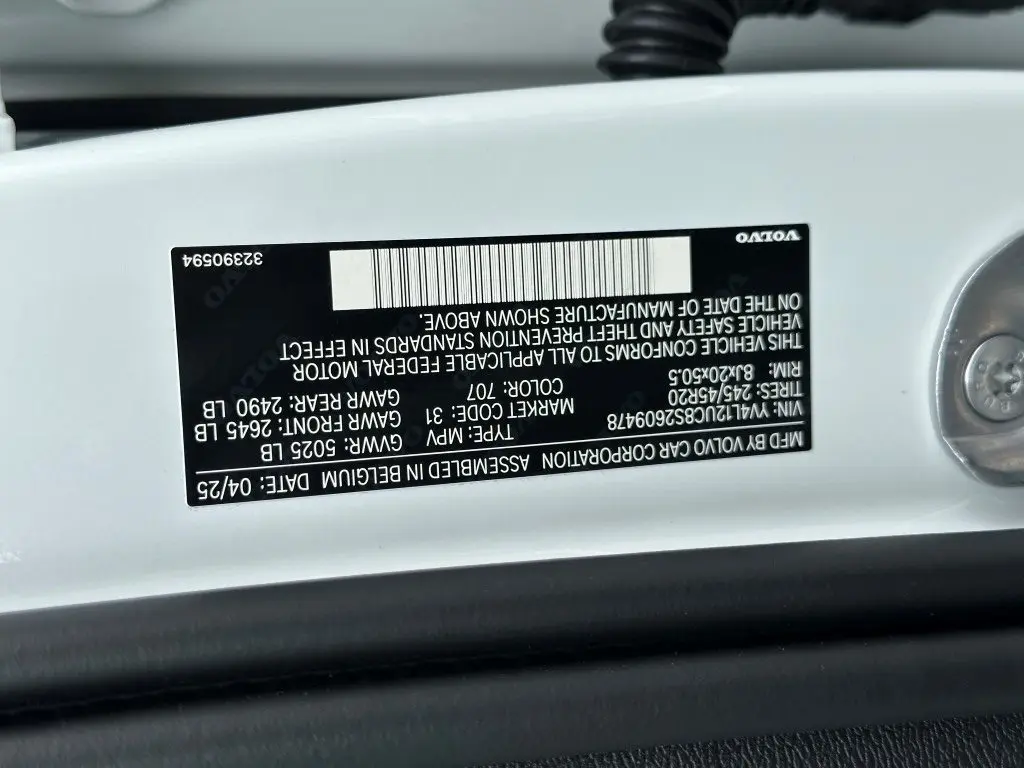 MFD BY VOLVO CAR CORPORATION ASSEMBLED IN BELGIUM DATE: 04/25
VIN: YV4L12UC8S2609478 TYPE: MPV GVWR: 5025 LB
TIRES: 245/45R20 MARKET CODE: 31 GAWR FRONT: 2645 LB
RIM: 8Jx20x50.5 COLOR: 707 GAWR REAR: 2490 LB
THIS VEHICLE CONFORMS TO ALL APPLICABLE FEDERAL MOTOR
VEHICLE SAFETY AND THEFT PREVENTION STANDARDS IN EFFECT
ON THE DATE OF MANUFACTURE SHOWN ABOVE.
VOLVO 32390594